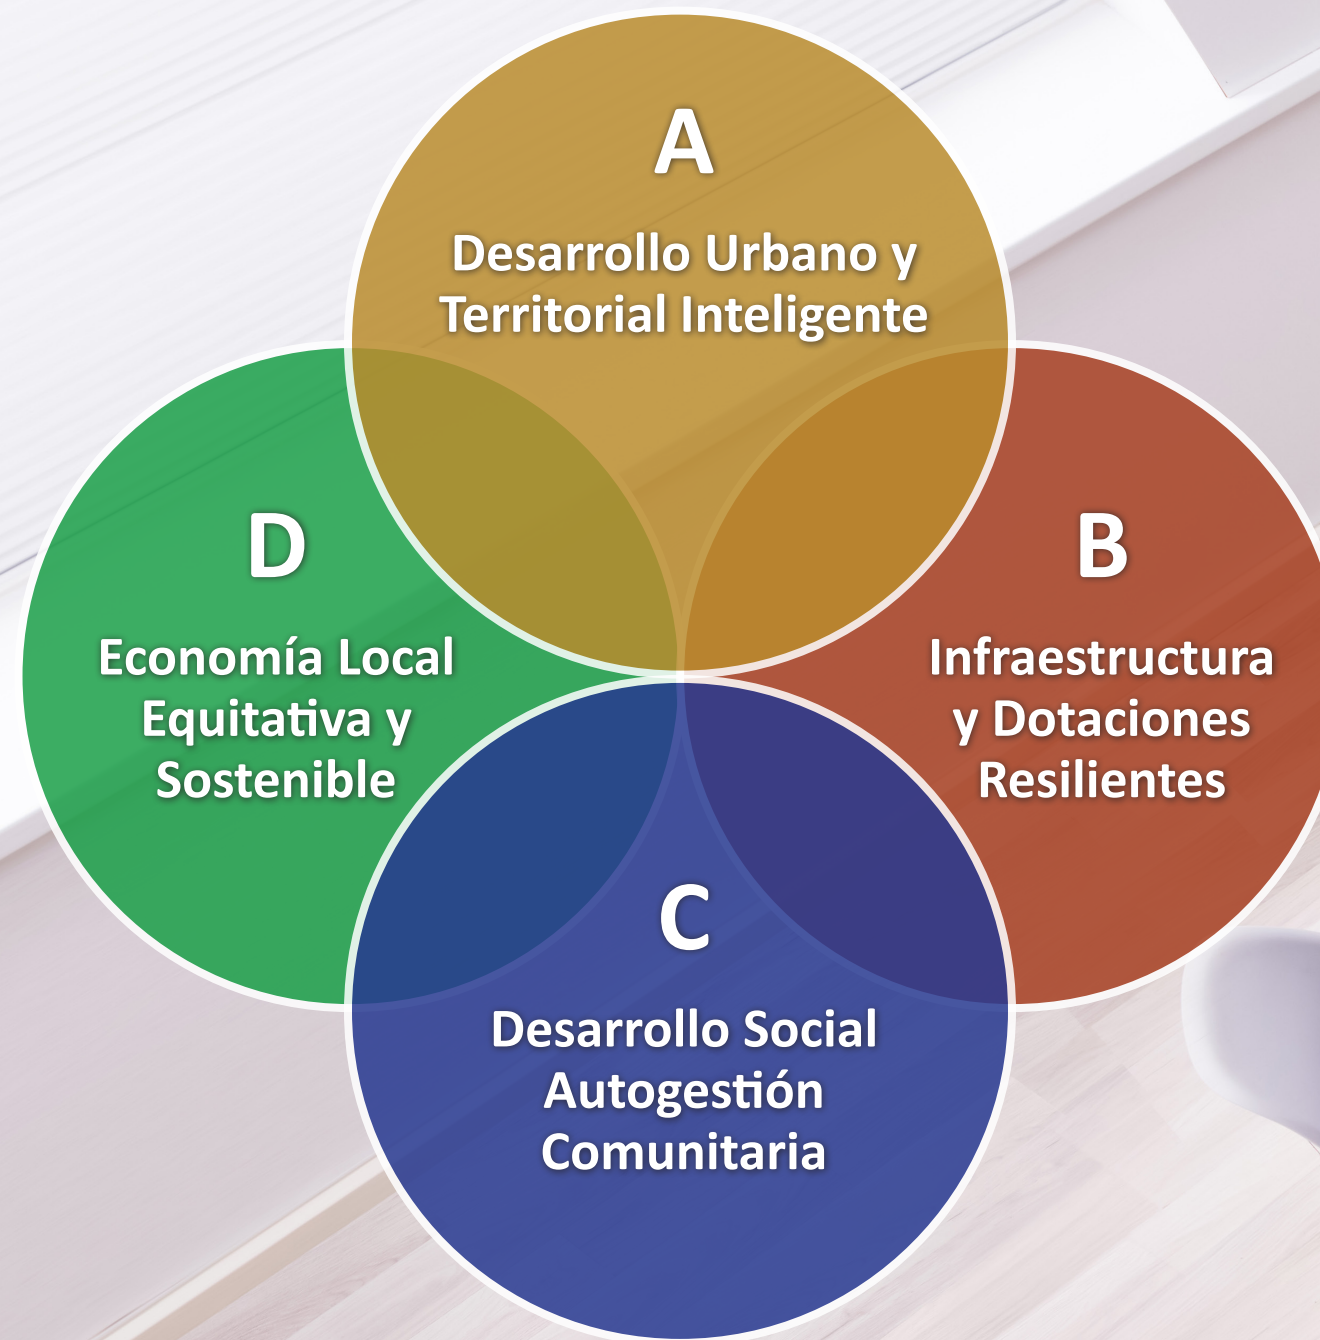 A
Desarrollo Urbano y
Territorial Inteligente
D
Economía Local
Equitativa y
Sostenible
B
Infraestructura
y Dotaciones
Resilientes
C
Desarrollo Social
Autogestión
Comunitaria